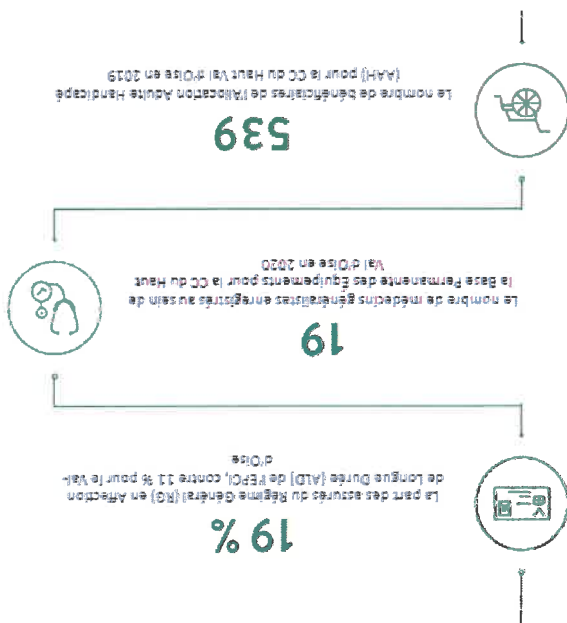 19 %
La part des assurés du Régime Général (RG) en Affection
de Longue Durée (ALD) de l'EPCI, contre 11 % pour le Val-
d'Oise
19
Le nombre de médecins généralistes enregistrés au sein de
la Base Permanente des Équipements pour la CC du Haut
Val d'Oise en 2020
539
Le nombre de bénéficiaires de l'Allocation Adulte Handicapé
(AAH) pour la CC du Haut Val d'Oise en 2019